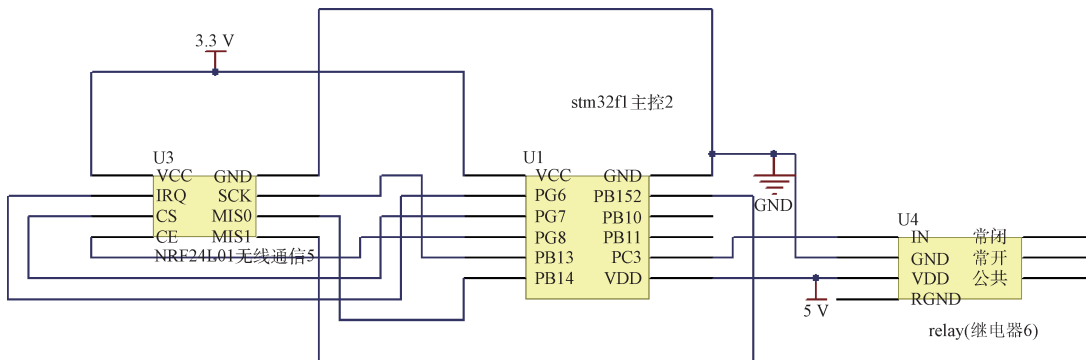 3.3 V
stm32f1主控2
U3
VCC GND
IRQ SCK
CS MIS0
CE MIS1
NRF24L01无线通信5
U1
VCC GND
PG6 PB152
PG7 PB10
PG8 PB11
PB13 PC3
PB14 VDD
GND
5 V
U4
IN 常闭
GND 常开
VDD 公共
RGND
relay(继电器6)